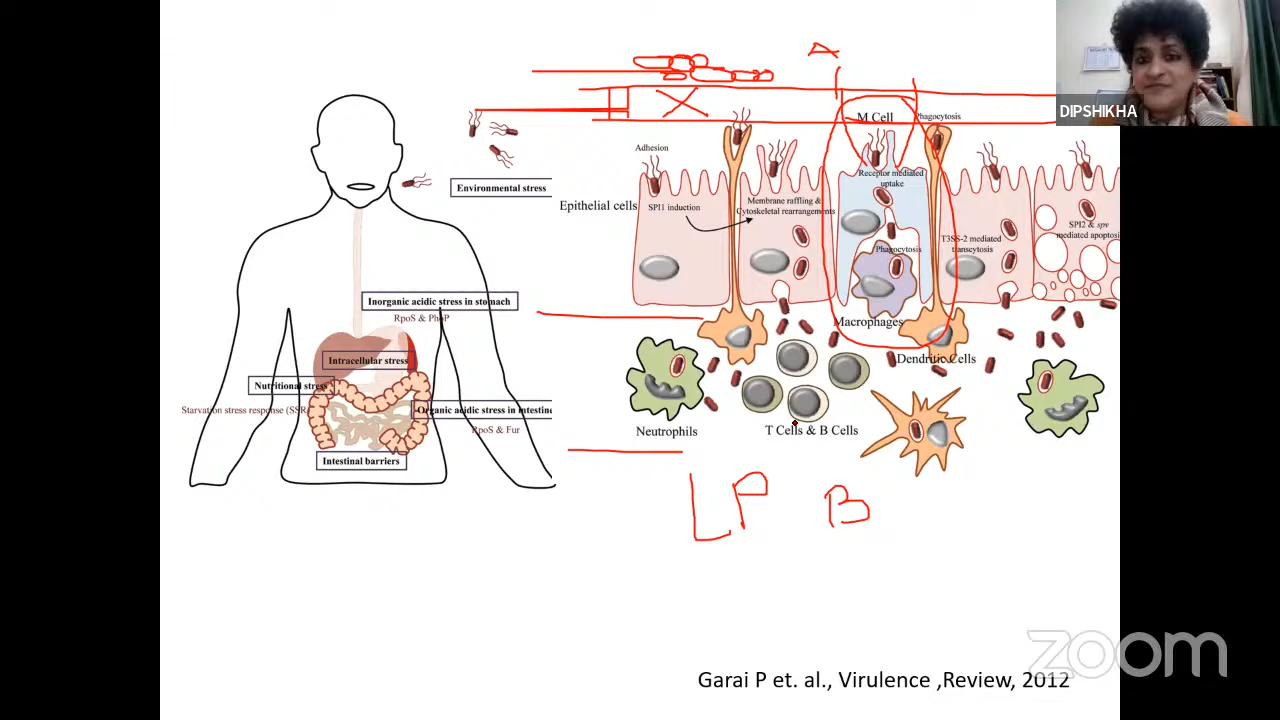 A
DIPSHIKHA
M Cell
Phagocytosis
Adhesion
Receptor mediated
uptake
Environmental stress
Epithelial cells
SPI1 induction
Membrane raffling &
Cytoskeletal rearrangements
SPI2 & spv
mediated apoptosi
T3SS-2 mediated
transcytosis
Phagocytosis
Inorganic acidic stress in stomach
RpoS & PhoP
Macrophages
Intracellular stress
Dendritic Cells
Nutritional stress
Starvation stress response (SSR
Organic acidic stress in intestine
RpoS & Fur
Neutrophils
T Cells & B Cells
Intestinal barriers
LP B
zoom
Garai P et. al., Virulence ,Review, 2012